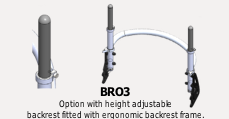 BRO3
Option with height adjustable
backrest fitted with ergonomic backrest frame.